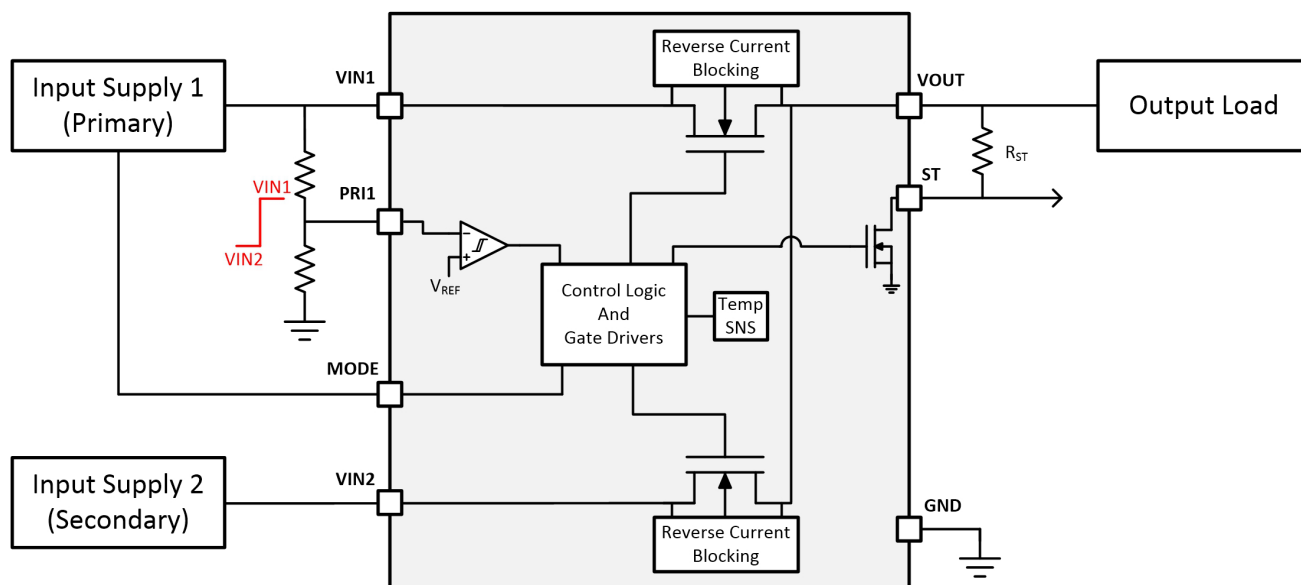 Reverse Current
Blocking
Input Supply 1
(Primary)
VIN1
VOUT
Output Load
RST
VIN1
PRI1
ST
VIN2
−
+
VREF
Control Logic
And
Gate Drivers
Temp
SNS
MODE
Input Supply 2
(Secondary)
VIN2
GND
Reverse Current
Blocking